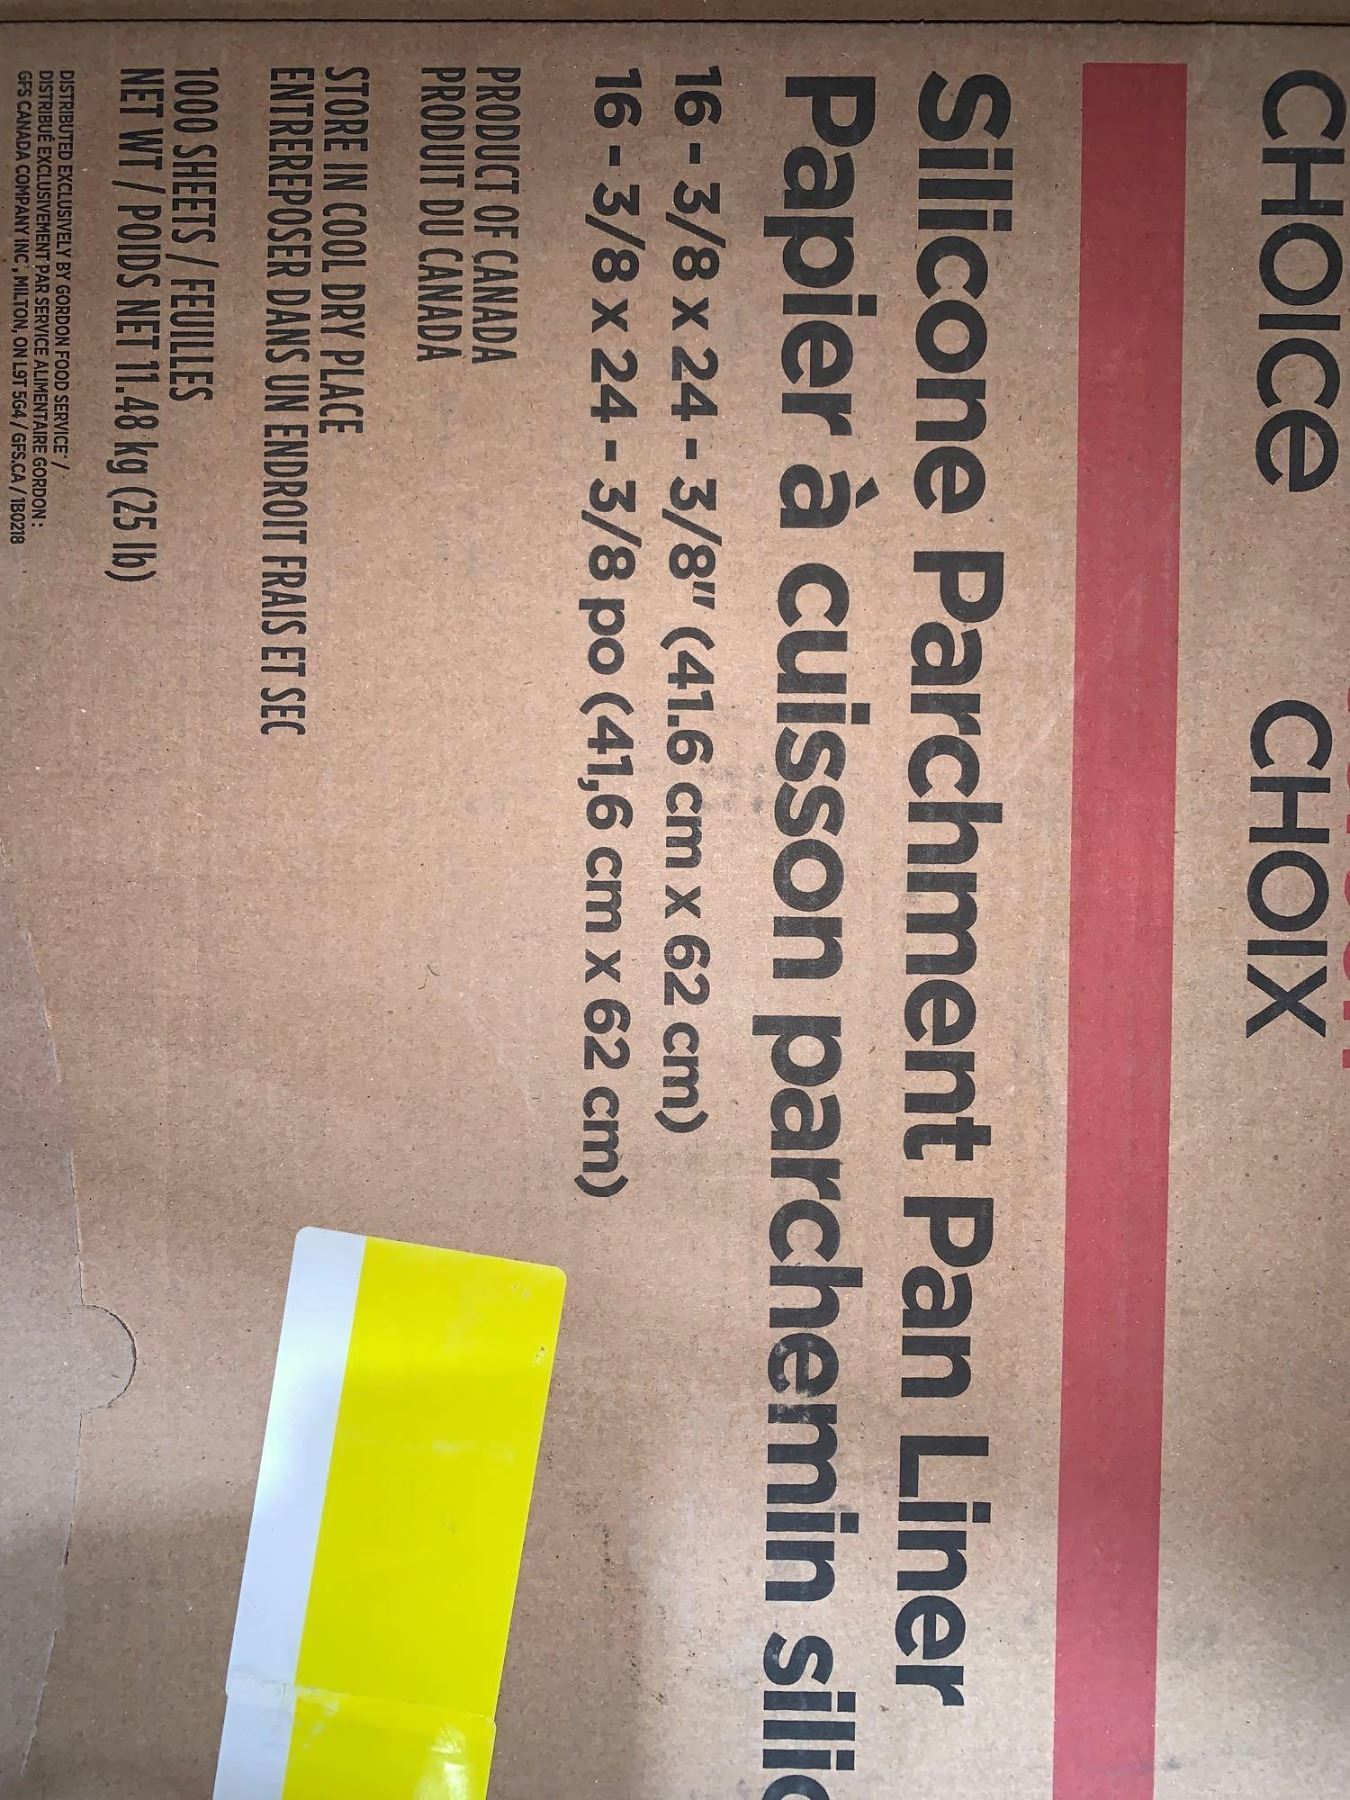 CHOICE CHOIX
Silicone Parchment Pan Liner
Papier à cuisson parchemin silic
16 - 3/8 x 24 - 3/8" (41.6 cm x 62 cm)
16 - 3/8 x 24 - 3/8 po (41,6 cm x 62 cm)
PRODUCT OF CANADA
PRODUIT DU CANADA
STORE IN COOL DRY PLACE
ENTREREPOSER DANS UN ENDROIT FRAIS ET SEC
1000 SHEETS / FEUILLES
NET WT / POIDS NET 11.48 kg (25 lb)
DISTRIBUTED EXCLUSIVELY BY GORDON FOOD SERVICE /
DISTRIBUÉ EXCLUSIVEMENT PAR SERVICE ALIMENTAIRE GORDON :
GFS CANADA COMPANY INC., MILTON, ON L9T 5G4 / GFS.CA / 1B0218